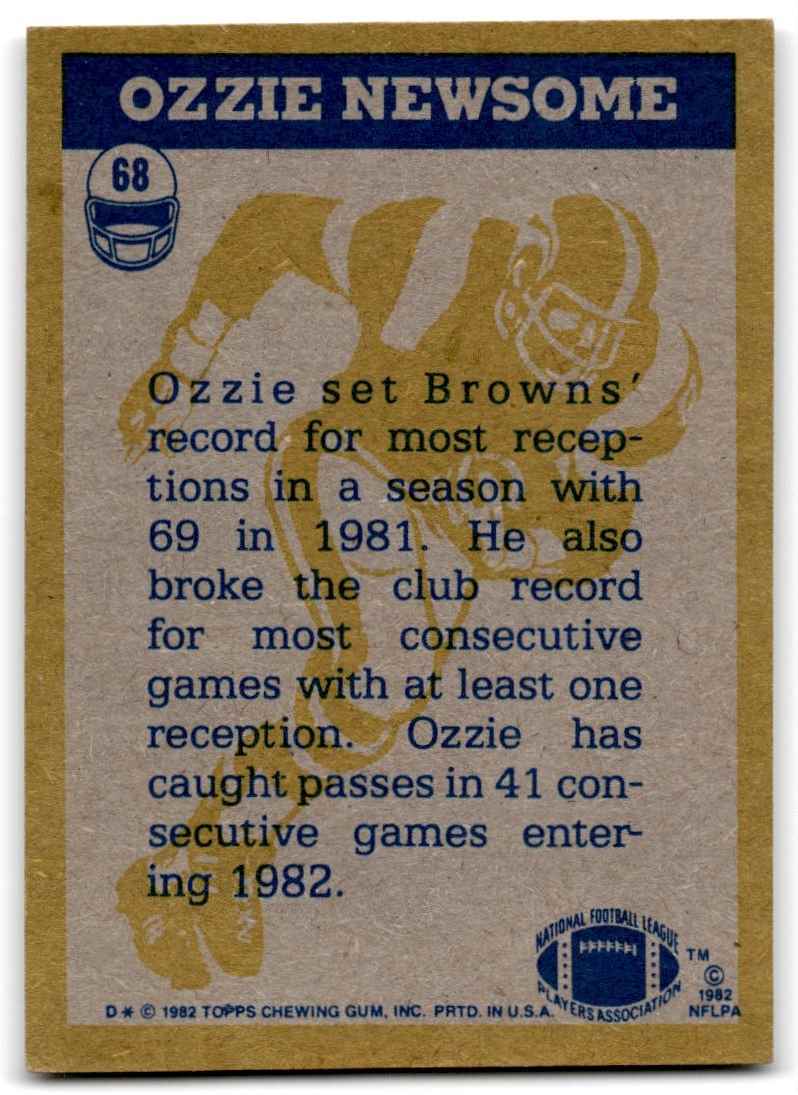 OZZIE NEWSOME
68
Ozzie set Browns'
record for most recep-
tions in a season with
69 in 1981. He also
broke the club record
for most consecutive
games with at least one
reception. Ozzie has
caught passes in 41 con-
secutive games enter-
ing 1982.
NATIONAL FOOTBALL LEAGUE
PLAYERS ASSOCIATION
TM
©
1982
NFLPA
D * © 1982 TOPPS CHEWING GUM, INC. PRTD. IN U.S.A.